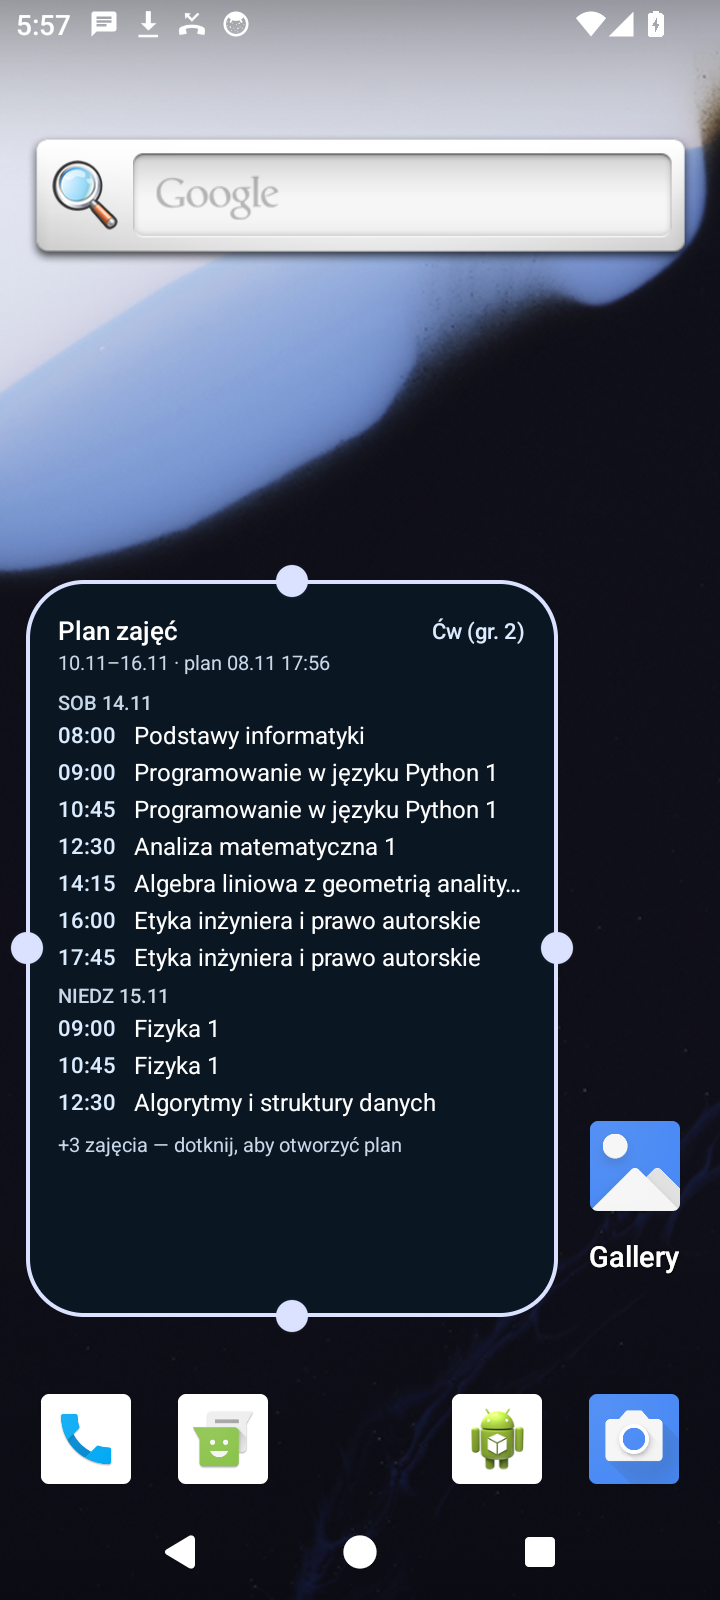 5:57
Google
Plan zajęć
Ćw (gr. 2)
10.11–16.11 · plan 08.11 17:56
SOB 14.11
08:00 Podstawy informatyki
09:00 Programowanie w języku Python 1
10:45 Programowanie w języku Python 1
12:30 Analiza matematyczna 1
14:15 Algebra liniowa z geometrią anality...
16:00 Etyka inżyniera i prawo autorskie
17:45 Etyka inżyniera i prawo autorskie
NIEDZ 15.11
09:00 Fizyka 1
10:45 Fizyka 1
12:30 Algorytmy i struktury danych
+3 zajęcia — dotknij, aby otworzyć plan
Gallery